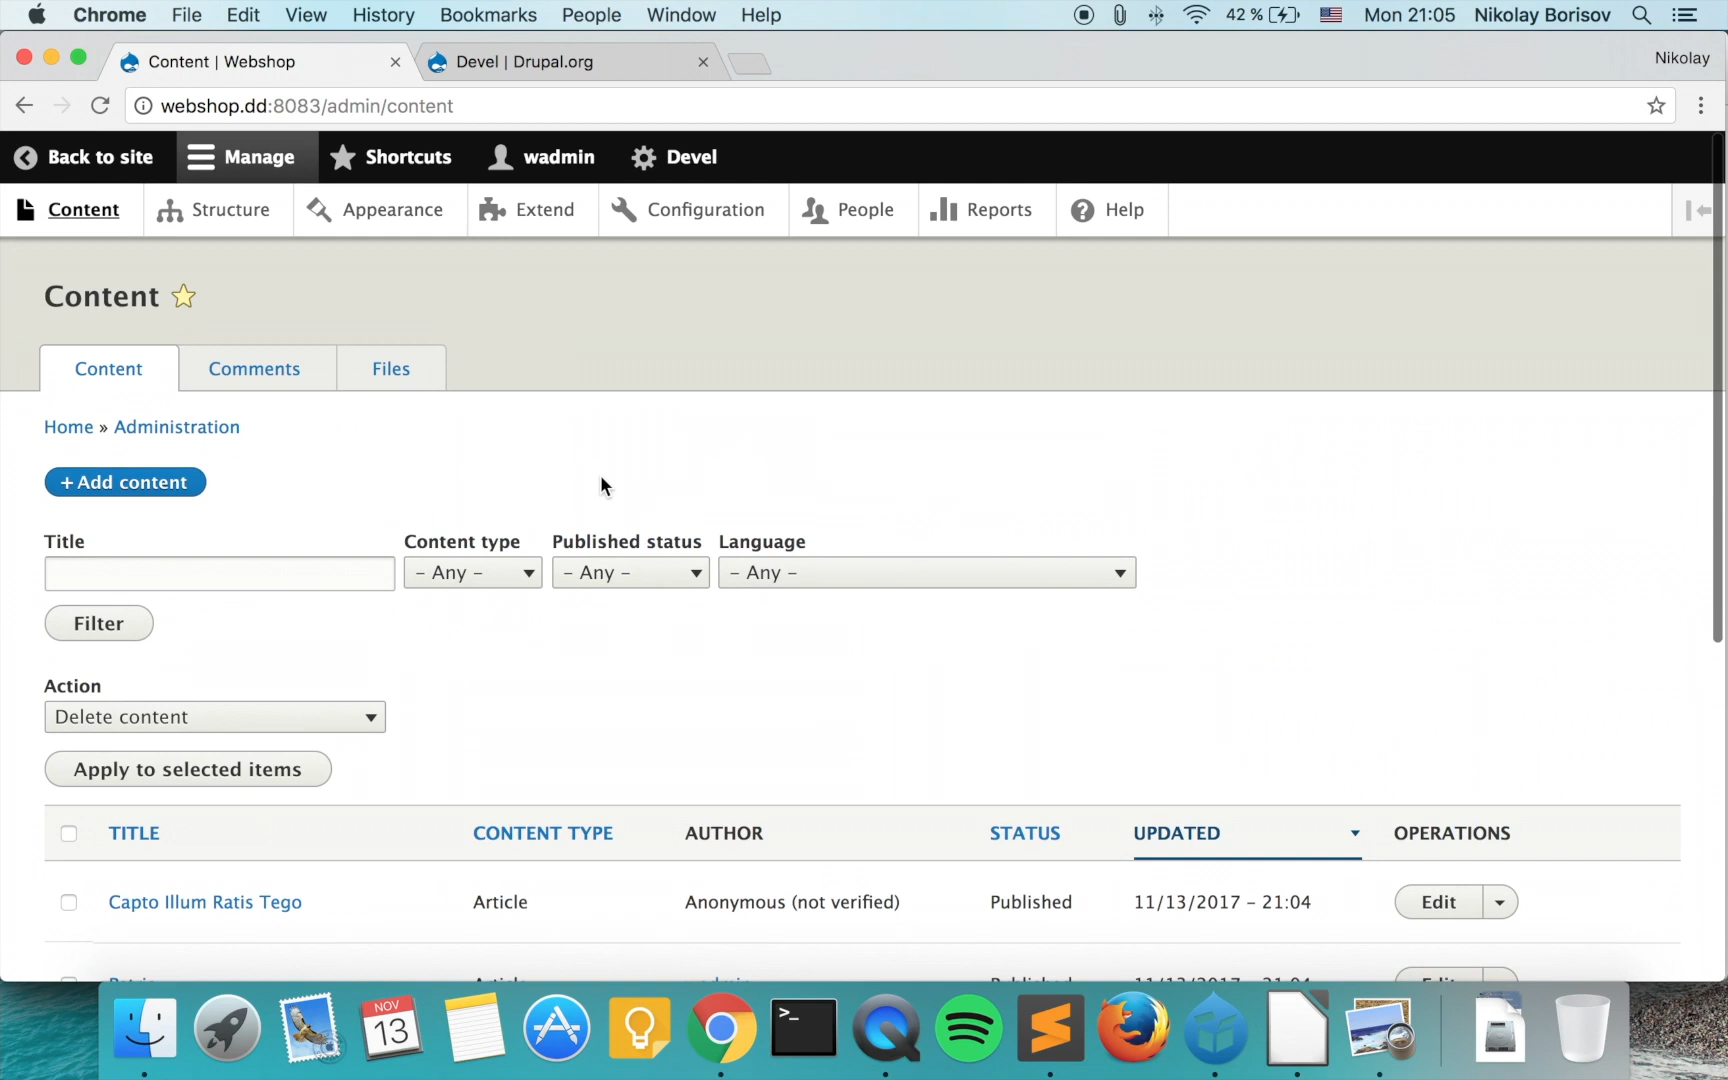 Chrome File Edit View History Bookmarks People Window Help 42 % Mon 21:05 Nikolay Borisov
Content | Webshop Devel | Drupal.org Nikolay
webshop.dd:8083/admin/content
Back to site Manage Shortcuts wadmin Devel
Content Structure Appearance Extend Configuration People Reports Help
Content
Content Comments Files
Home » Administration
+ Add content
Title Content type Published status Language
- Any - - Any - - Any -
Filter
Action
Delete content
Apply to selected items
TITLE CONTENT TYPE AUTHOR STATUS UPDATED OPERATIONS
Capto Illum Ratis Tego Article Anonymous (not verified) Published 11/13/2017 - 21:04 Edit
NOV
13